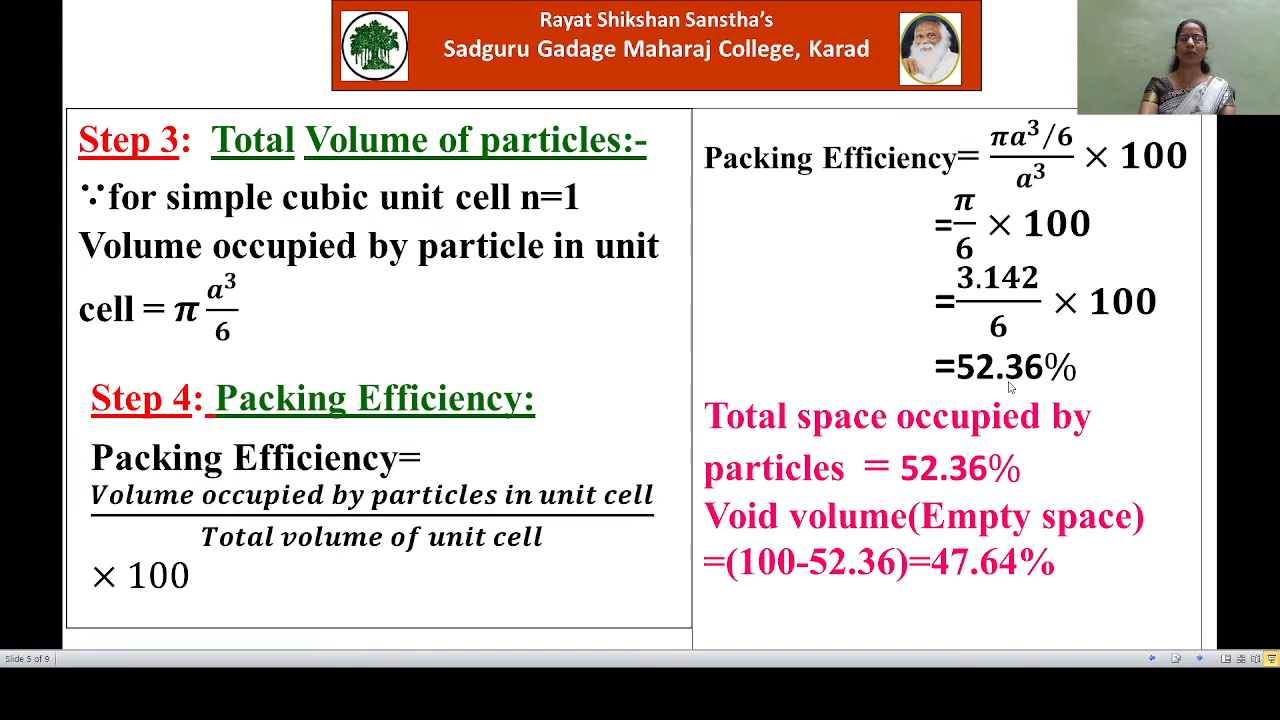 Rayat Shikshan Sanstha's
Sadguru Gadage Maharaj College, Karad
Step 3: Total Volume of particles:-
∵for simple cubic unit cell n=1
Volume occupied by particle in unit
cell = π a³/6
Step 4: Packing Efficiency:
Packing Efficiency=
Volume occupied by particles in unit cell
Total volume of unit cell
× 100
Packing Efficiency= (πa³/6)/a³ × 100
=π/6 × 100
=3.142/6 × 100
=52.36%
Total space occupied by
particles = 52.36%
Void volume(Empty space)
=(100-52.36)=47.64%
Slide 5 of 9